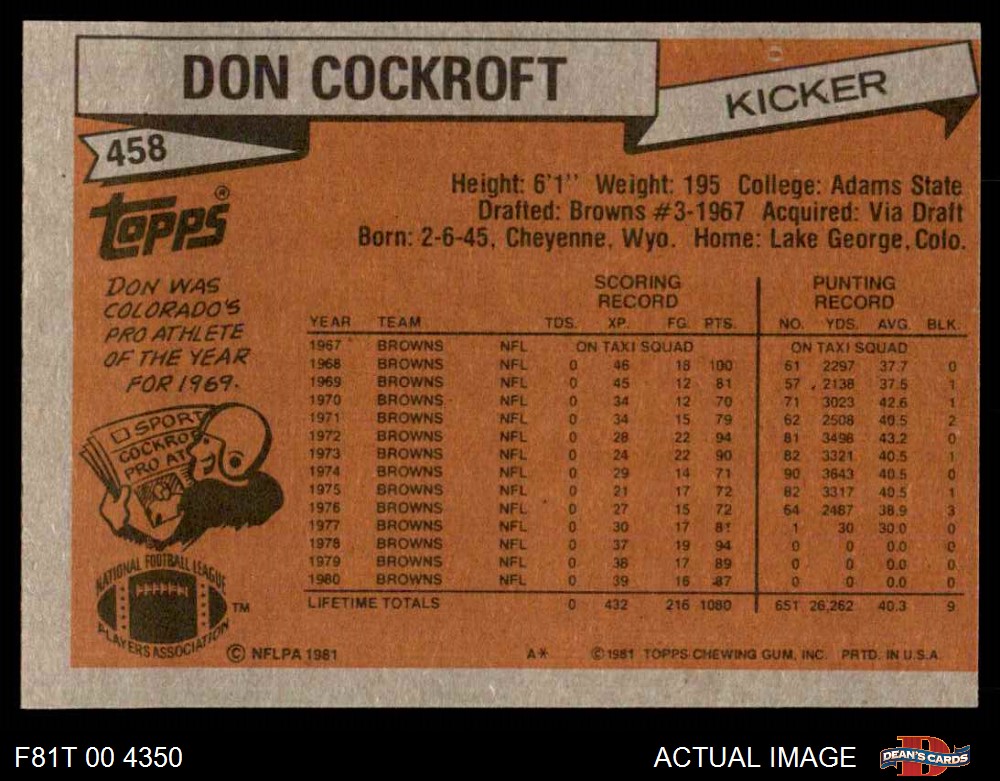 DON COCKROFT
KICKER
458
TOPPS®
Height: 6'1" Weight: 195 College: Adams State
Drafted: Browns #3-1967 Acquired: Via Draft
Born: 2-6-45, Cheyenne, Wyo. Home: Lake George, Colo.
DON WAS
COLORADO'S
PRO ATHLETE
OF THE YEAR
FOR 1969.
SPORT
COCKROF
PRO AT
NATIONAL FOOTBALL LEAGUE
PLAYERS ASSOCIATION
TM
SCORING RECORD PUNTING RECORD
YEAR TEAM TDS. XP. FG. PTS. NO. YDS. AVG. BLK.
1967 BROWNS NFL ON TAXI SQUAD ON TAXI SQUAD
1968 BROWNS NFL 0 46 18 100 61 2297 37.7 0
1969 BROWNS NFL 0 45 12 81 57 2138 37.5 1
1970 BROWNS NFL 0 34 12 70 71 3023 42.6 1
1971 BROWNS NFL 0 34 15 79 62 2508 40.5 2
1972 BROWNS NFL 0 28 22 94 81 3498 43.2 0
1973 BROWNS NFL 0 24 22 90 82 3321 40.5 1
1974 BROWNS NFL 0 29 14 71 90 3643 40.5 0
1975 BROWNS NFL 0 21 17 72 82 3317 40.5 1
1976 BROWNS NFL 0 27 15 72 64 2487 38.9 3
1977 BROWNS NFL 0 30 17 81 1 30 30.0 0
1978 BROWNS NFL 0 37 19 94 0 0 0.0 0
1979 BROWNS NFL 0 38 17 89 0 0 0.0 0
1980 BROWNS NFL 0 39 16 87 0 0 0.0 0
LIFETIME TOTALS 0 432 216 1080 651 26,262 40.3 9
© NFLPA 1981 A* ©1981 TOPPS CHEWING GUM, INC. PRTD. IN U.S.A.
F81T 00 4350
ACTUAL IMAGE
DEAN'S CARDS